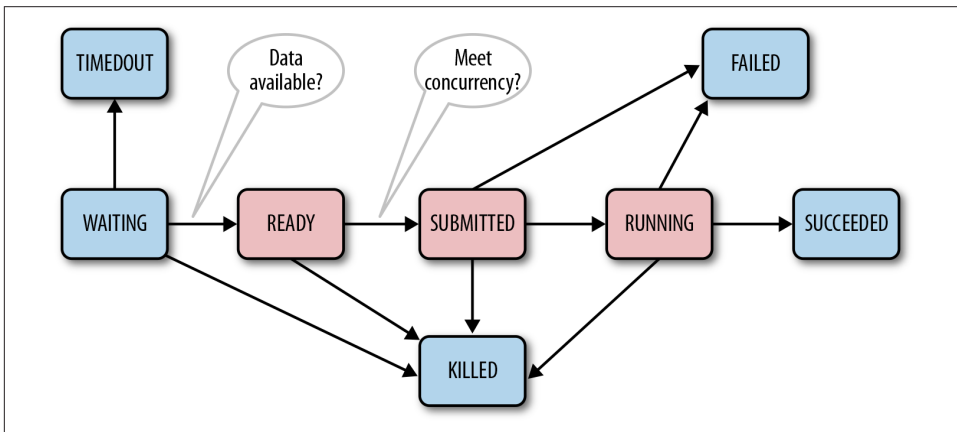 TIMEDOUT
Data
available?
Meet
concurrency?
FAILED
WAITING
READY
SUBMITTED
RUNNING
SUCCEEDED
KILLED